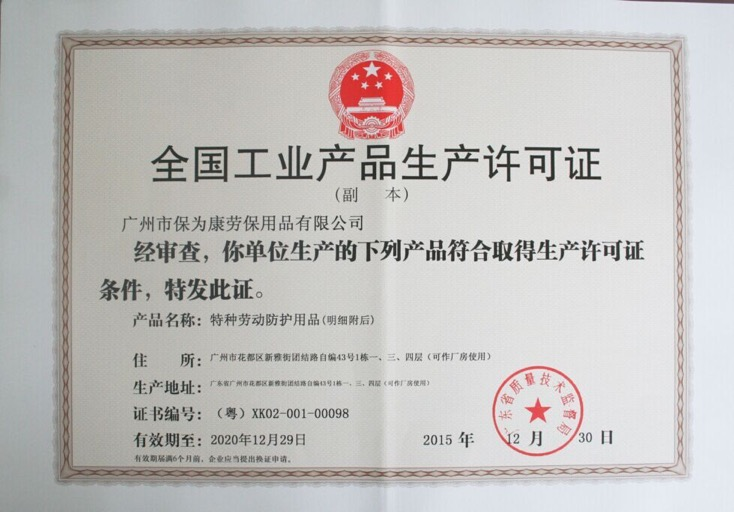 全国工业产品生产许可证
(副 本)
广州市保为康劳保用品有限公司
经审查，你单位生产的下列产品符合取得生产许可证
条件，特发此证。
产品名称：特种劳动防护用品(明细附后)
住 所：广州市花都区新雅街团结路自编43号1栋一、三、四层（可作厂房使用）
生产地址：广东省广州市花都区新雅街团结路自编43号1栋一、三、四层（可作厂房使用）
证书编号：（粤）XK02-001-00098
有效期至：2020年12月29日
2015 年 12 月 30 日
有效期届满6个月前，企业应当提出换证申请。
广东省质量技术监督局